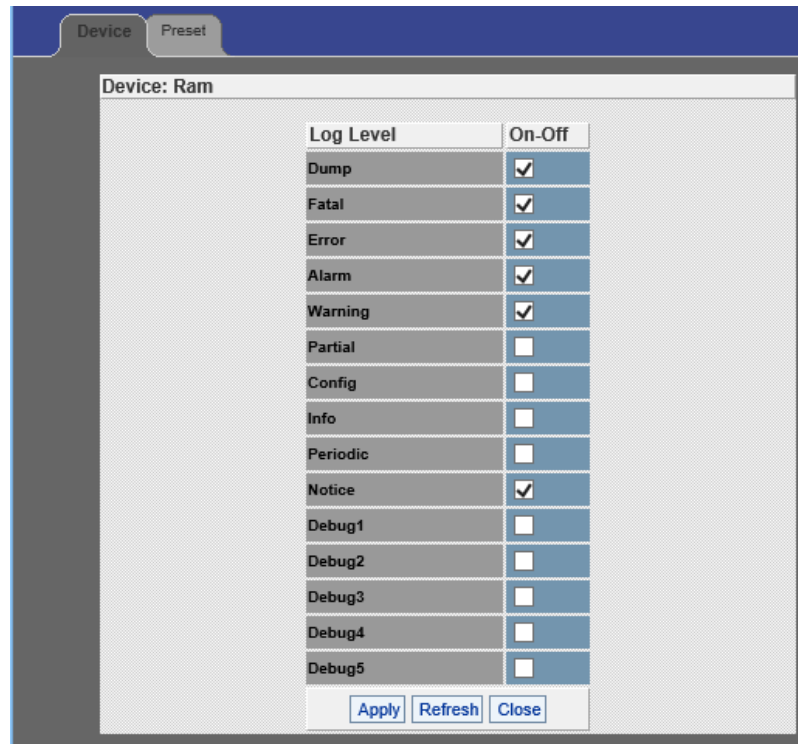 Device Preset
Device: Ram
Log Level On-Off
Dump
Fatal
Error
Alarm
Warning
Partial
Config
Info
Periodic
Notice
Debug1
Debug2
Debug3
Debug4
Debug5
Apply Refresh Close